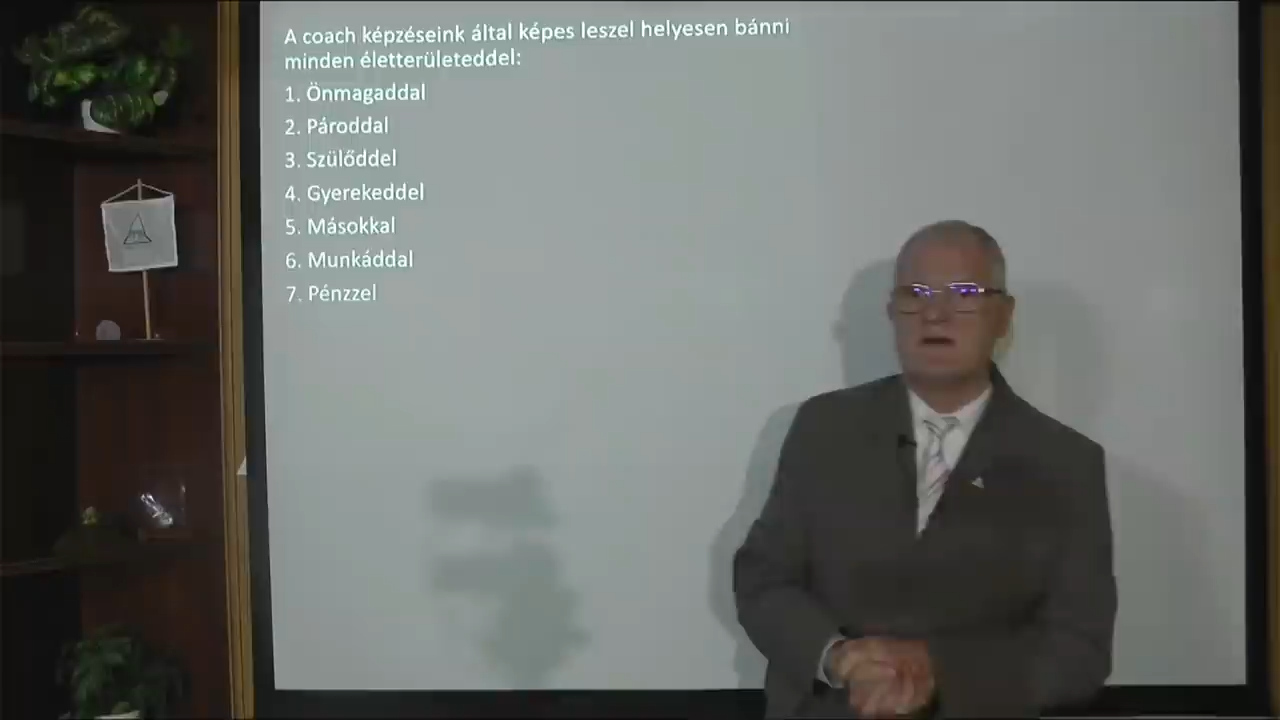 A coach képzéseink által képes leszel helyesen bánni
minden életterületeddel:
1. Önmagaddal
2. Pároddal
3. Szülőddel
4. Gyerekeddel
5. Másokkal
6. Munkáddal
7. Pénzzel